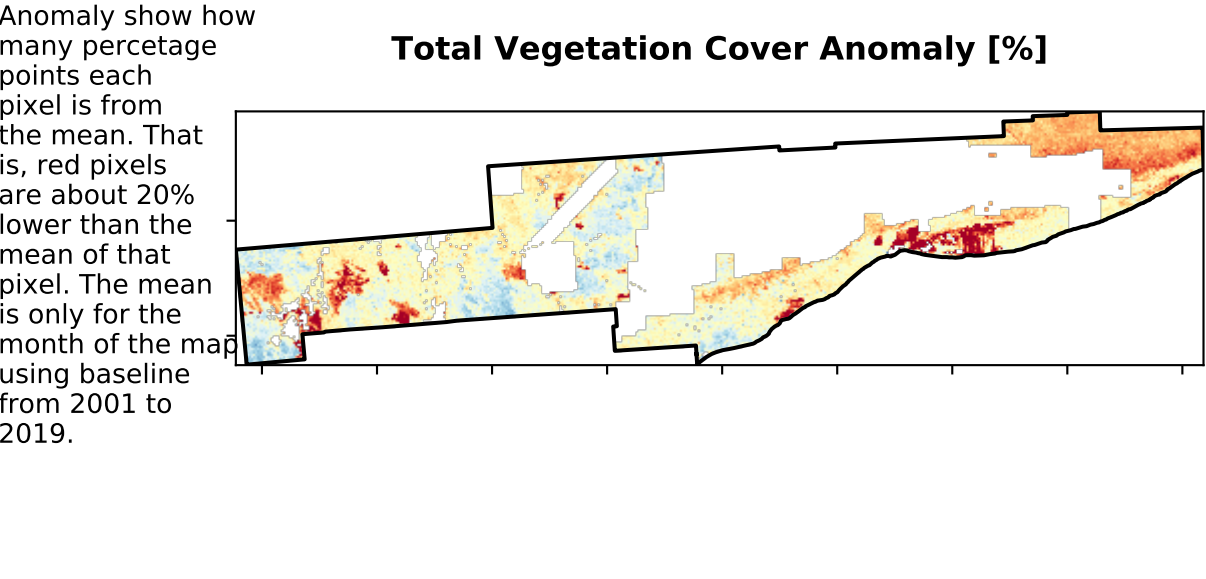 Anomaly show how
many percetage
points each
pixel is from
the mean. That
is, red pixels
are about 20%
lower than the
mean of that
pixel. The mean
is only for the
month of the map
using baseline
from 2001 to
2019.
Total Vegetation Cover Anomaly [%]